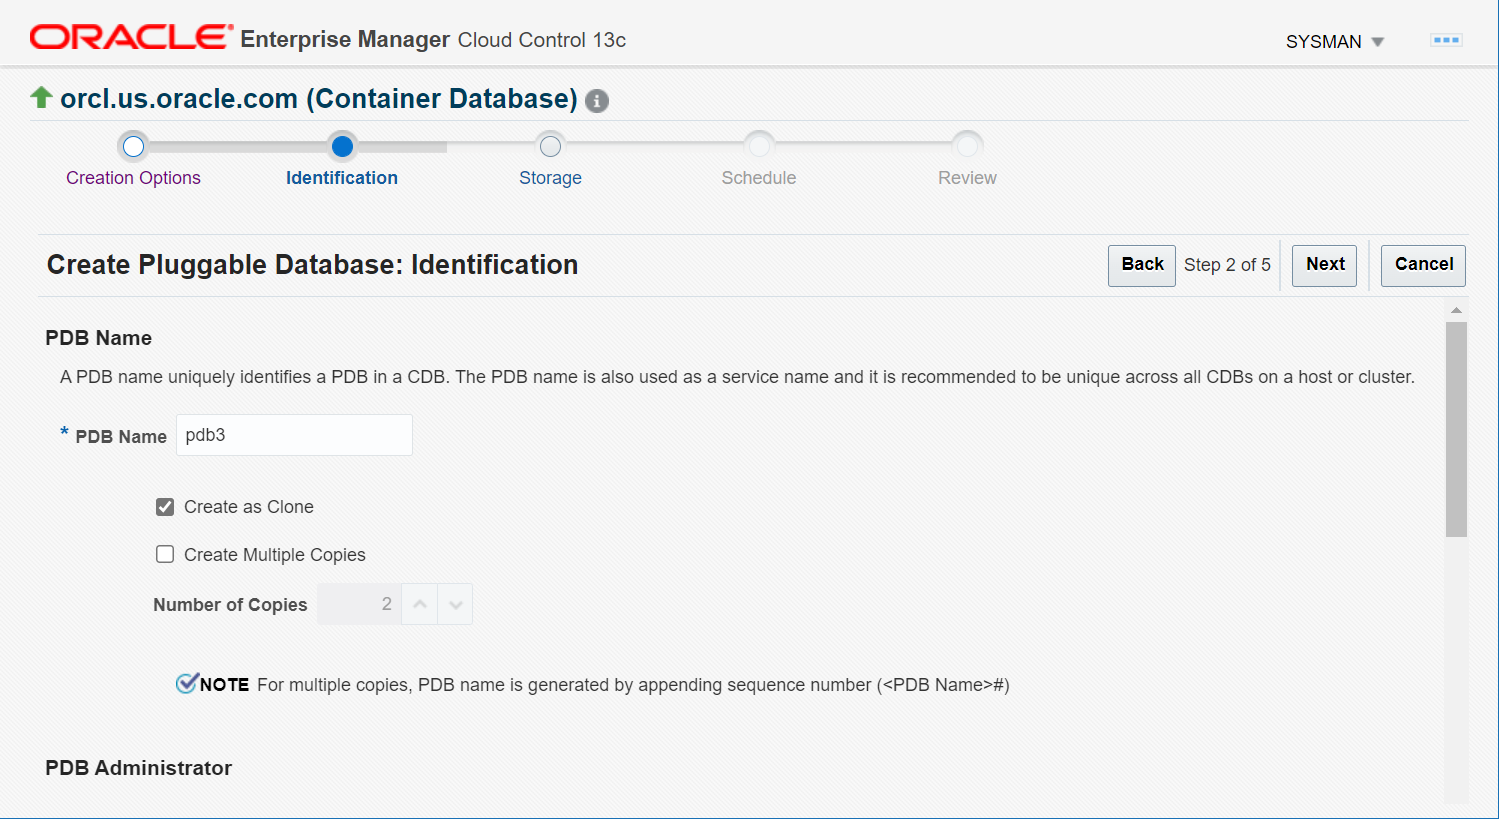 ORACLE® Enterprise Manager Cloud Control 13c
SYSMAN
orcl.us.oracle.com (Container Database)
Creation Options
Identification
Storage
Schedule
Review
Create Pluggable Database: Identification
Back Step 2 of 5 Next Cancel
PDB Name
A PDB name uniquely identifies a PDB in a CDB. The PDB name is also used as a service name and it is recommended to be unique across all CDBs on a host or cluster.
* PDB Name pdb3
Create as Clone
Create Multiple Copies
Number of Copies 2
NOTE For multiple copies, PDB name is generated by appending sequence number (<PDB Name>#)
PDB Administrator